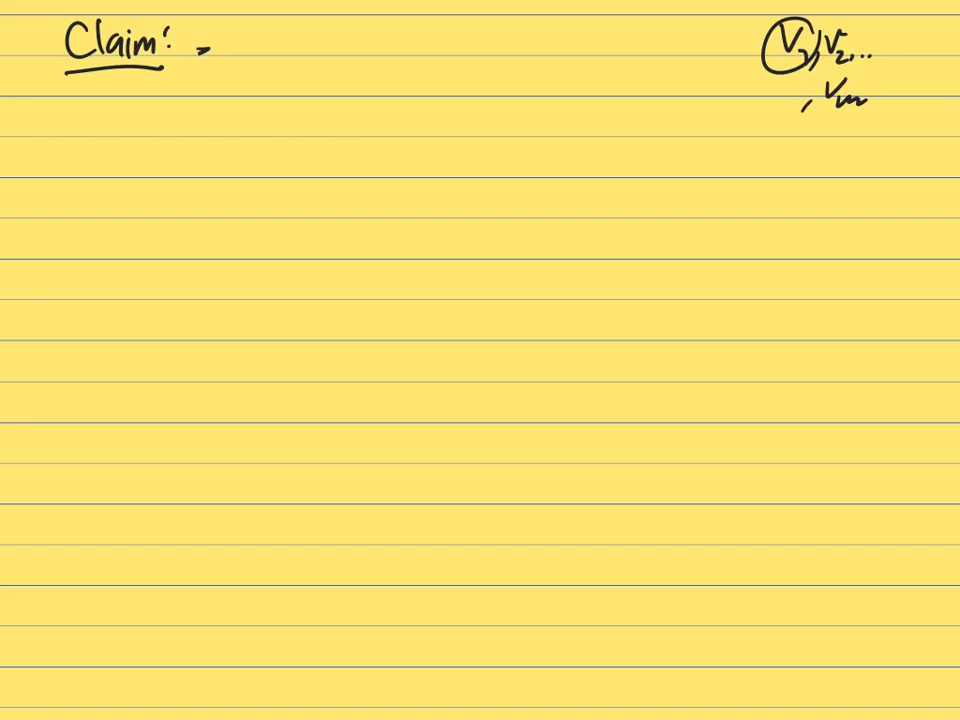 Claim:
V₁, V₂, ...
, Vm